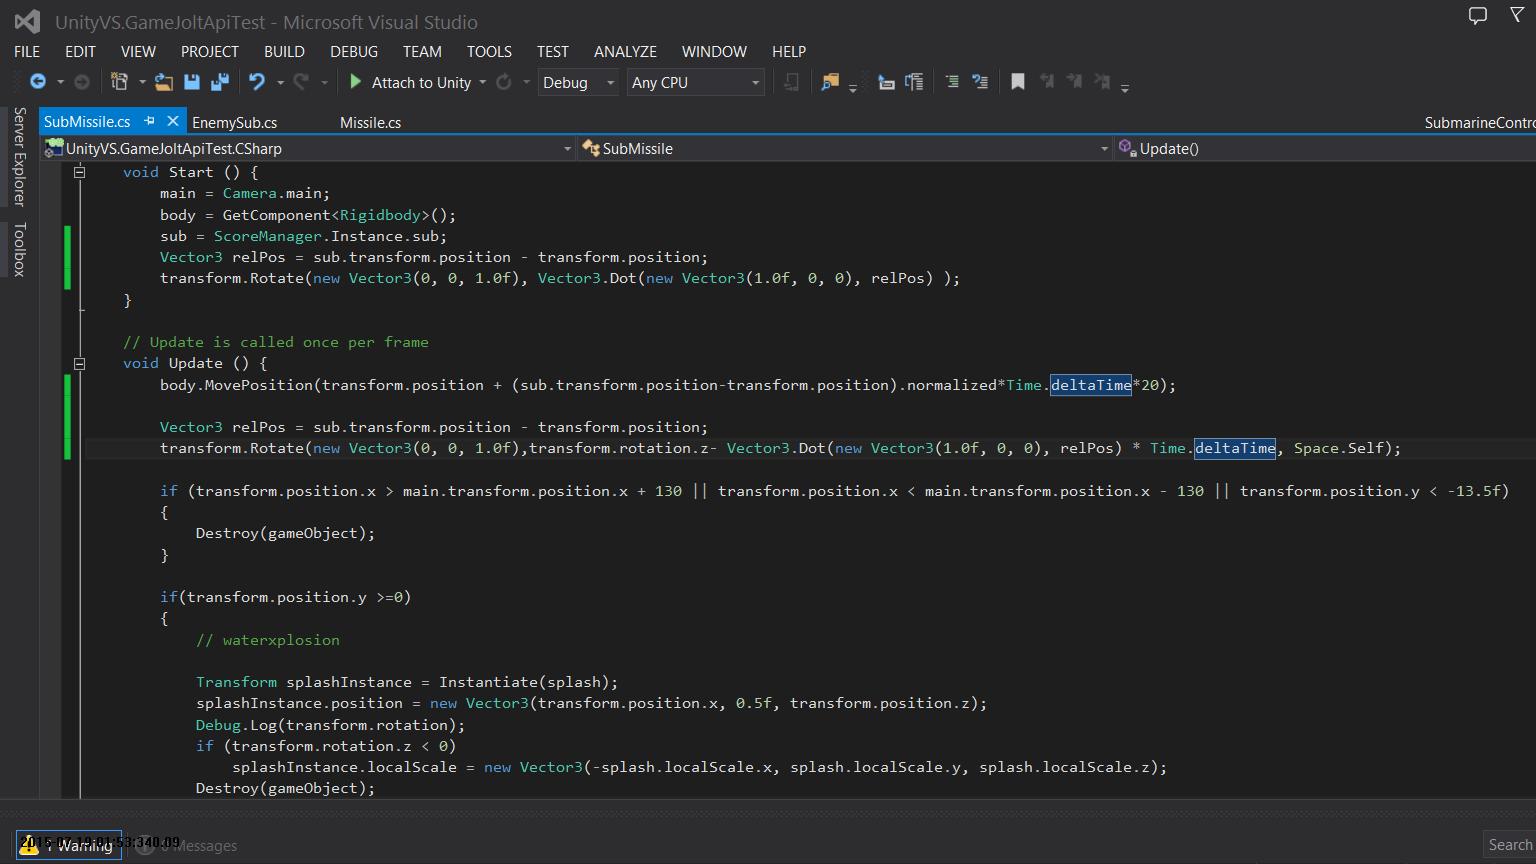 UnityVS.GameJoltApiTest - Microsoft Visual Studio
FILE EDIT VIEW PROJECT BUILD DEBUG TEAM TOOLS TEST ANALYZE WINDOW HELP
Attach to Unity Debug Any CPU
Server Explorer
Toolbox
SubMissile.cs EnemySub.cs Missile.cs SubmarineContro
UnityVS.GameJoltApiTest.CSharp SubMissile Update()
void Start () {
main = Camera.main;
body = GetComponent<Rigidbody>();
sub = ScoreManager.Instance.sub;
Vector3 relPos = sub.transform.position - transform.position;
transform.Rotate(new Vector3(0, 0, 1.0f), Vector3.Dot(new Vector3(1.0f, 0, 0), relPos) );
}
// Update is called once per frame
void Update () {
body.MovePosition(transform.position + (sub.transform.position-transform.position).normalized*Time.deltaTime*20);
Vector3 relPos = sub.transform.position - transform.position;
transform.Rotate(new Vector3(0, 0, 1.0f),transform.rotation.z- Vector3.Dot(new Vector3(1.0f, 0, 0), relPos) * Time.deltaTime, Space.Self);
if (transform.position.x > main.transform.position.x + 130 || transform.position.x < main.transform.position.x - 130 || transform.position.y < -13.5f)
{
Destroy(gameObject);
}
if(transform.position.y >=0)
{
// waterxplosion
Transform splashInstance = Instantiate(splash);
splashInstance.position = new Vector3(transform.position.x, 0.5f, transform.position.z);
Debug.Log(transform.rotation);
if (transform.rotation.z < 0)
splashInstance.localScale = new Vector3(-splash.localScale.x, splash.localScale.y, splash.localScale.z);
Destroy(gameObject);
1 Warning 0 Messages
Search